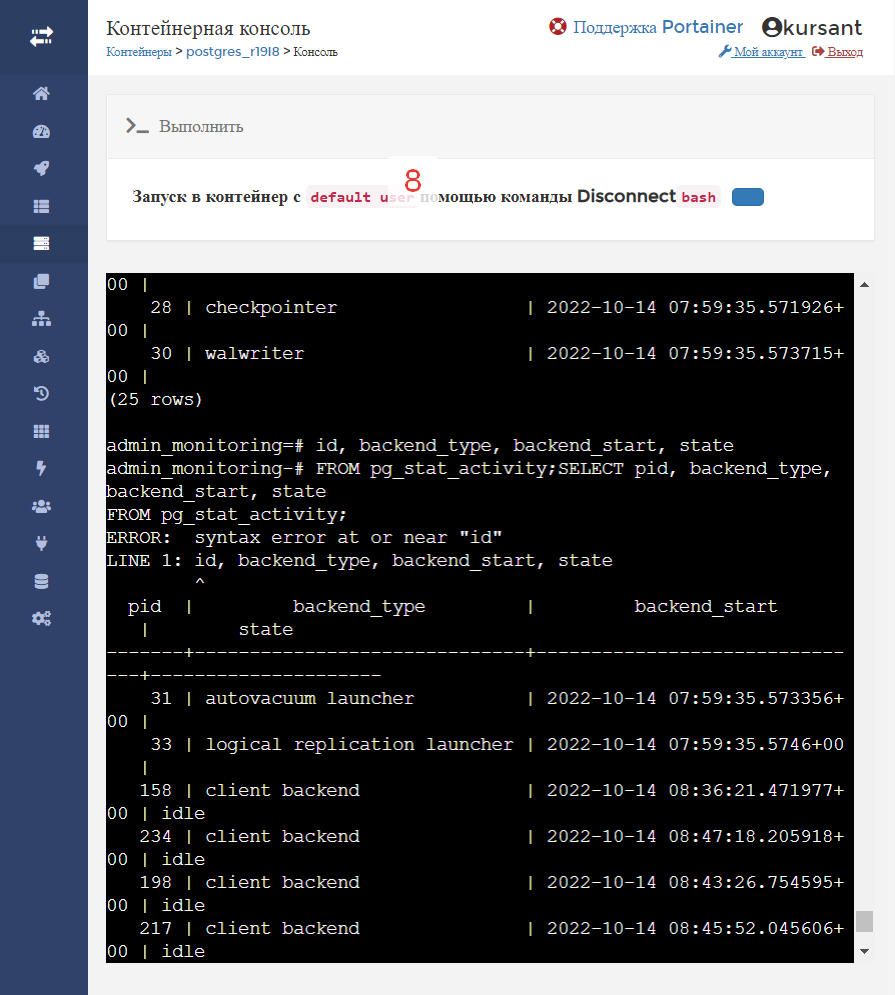 Контейнерная консоль
Поддержка Portainer
kursant
Контейнеры > postgres_r19l8 > Консоль
Мой аккаунт Выход
Выполнить
8
Запуск в контейнер с default user помощью команды Disconnect bash
00 |
28 | checkpointer | 2022-10-14 07:59:35.571926+
00 |
30 | walwriter | 2022-10-14 07:59:35.573715+
00 |
(25 rows)
admin_monitoring=# id, backend_type, backend_start, state
admin_monitoring-# FROM pg_stat_activity;SELECT pid, backend_type,
backend_start, state
FROM pg_stat_activity;
ERROR:  syntax error at or near "id"
LINE 1: id, backend_type, backend_start, state
^
pid | backend_type | backend_start
| state
-------+------------------------------+----------------------------
---+---------------------
31 | autovacuum launcher | 2022-10-14 07:59:35.573356+
00 |
33 | logical replication launcher | 2022-10-14 07:59:35.5746+00
|
158 | client backend | 2022-10-14 08:36:21.471977+
00 | idle
234 | client backend | 2022-10-14 08:47:18.205918+
00 | idle
198 | client backend | 2022-10-14 08:43:26.754595+
00 | idle
217 | client backend | 2022-10-14 08:45:52.045606+
00 | idle